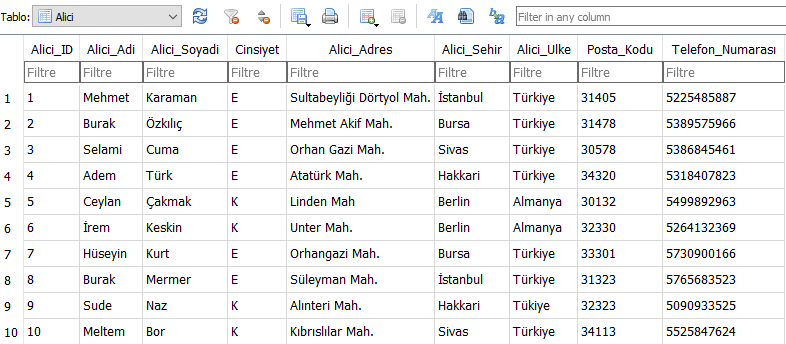 Tablo: Alici Filter in any column
Alici_ID Alici_Adi Alici_Soyadi Cinsiyet Alici_Adres Alici_Sehir Alici_Ulke Posta_Kodu Telefon_Numarası
Filtre Filtre Filtre Filtre Filtre Filtre Filtre Filtre Filtre
1 1 Mehmet Karaman E Sultabeyliği Dörtyol Mah. İstanbul Türkiye 31405 5225485887
2 2 Burak Özkılıç E Mehmet Akif Mah. Bursa Türkiye 31478 5389575966
3 3 Selami Cuma E Orhan Gazi Mah. Sivas Türkiye 30578 5386845461
4 4 Adem Türk E Atatürk Mah. Hakkari Türkiye 34320 5318407823
5 5 Ceylan Çakmak K Linden Mah Berlin Almanya 30132 5499892963
6 6 İrem Keskin K Unter Mah. Berlin Almanya 32330 5264132369
7 7 Hüseyin Kurt E Orhangazi Mah. Bursa Türkiye 33301 5730900166
8 8 Burak Mermer E Süleyman Mah. İstanbul Türkiye 31323 5765683523
9 9 Sude Naz K Alınteri Mah. Hakkari Tükiye 32323 5090933525
10 10 Meltem Bor K Kıbrıslılar Mah. Sivas Türkiye 34113 5525847624